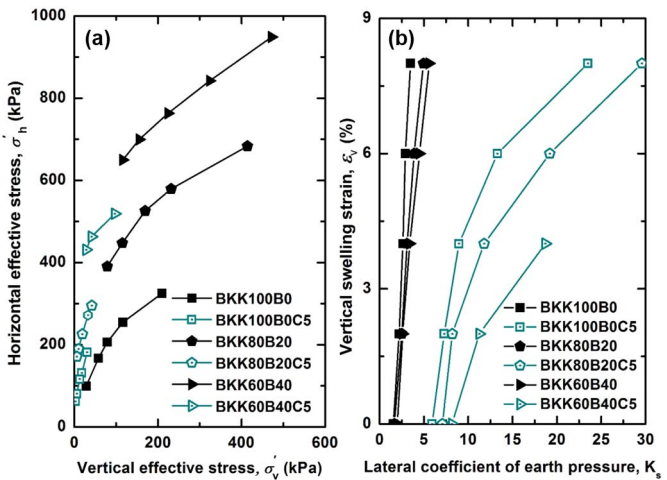 (a)
1000
800
600
400
200
0
Horizontal effective stress, σ'h (kPa)
BKK100B0
BKK100B0C5
BKK80B20
BKK80B20C5
BKK60B40
BKK60B40C5
0 200 400 600
Vertical effective stress, σ'v (kPa)
(b)
9
6
3
0
Vertical swelling strain, εv (%)
BKK100B0
BKK100B0C5
BKK80B20
BKK80B20C5
BKK60B40
BKK60B40C5
0 5 10 15 20 25 30
Lateral coefficient of earth pressure, Ks